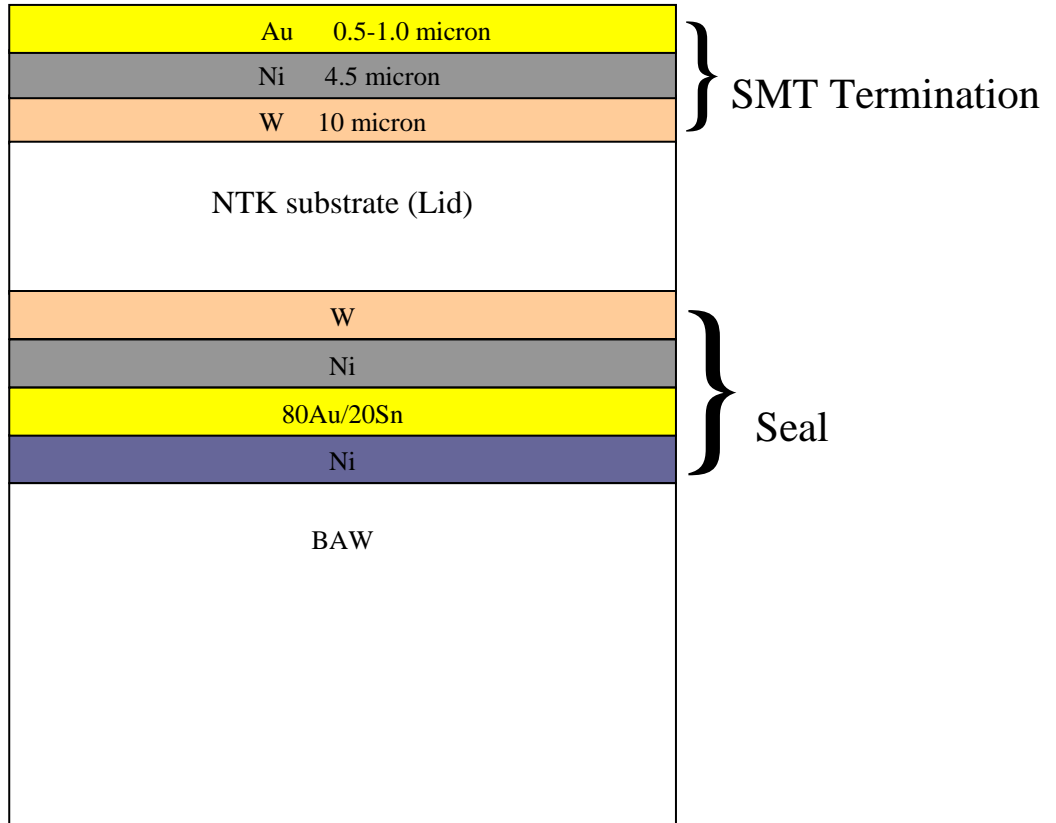 Au 0.5-1.0 micron
Ni 4.5 micron
W 10 micron
SMT Termination
NTK substrate (Lid)
W
Ni
80Au/20Sn
Ni
Seal
BAW